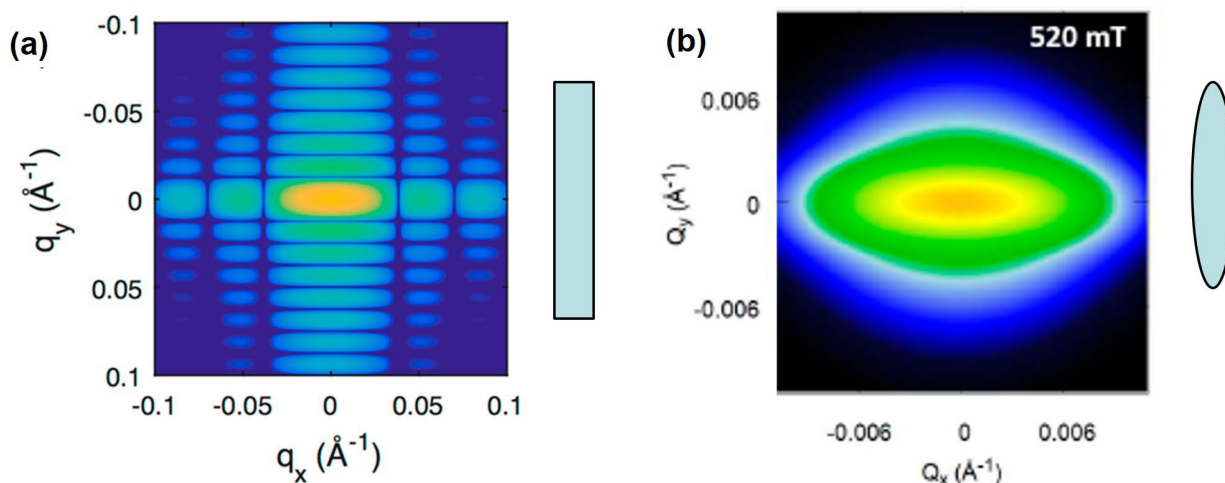 (a)
-0.1
-0.05
0
0.05
0.1
q_y (Å^-1)
-0.1 -0.05 0 0.05 0.1
q_x (Å^-1)
(b)
520 mT
0.006
0
-0.006
Q_y (Å^-1)
-0.006 0 0.006
Q_x (Å^-1)